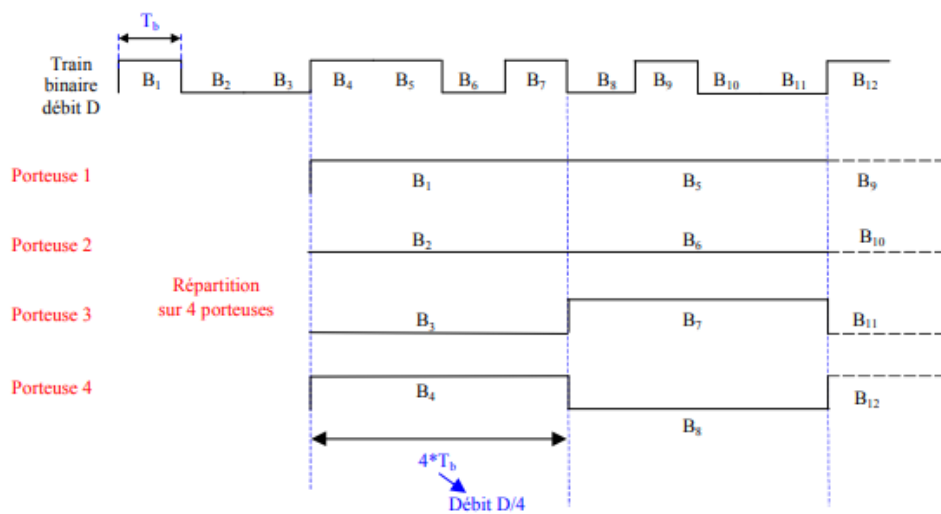 T_b
Train
binaire
débit D
B₁ B₂ B₃ B₄ B₅ B₆ B₇ B₈ B₉ B₁₀ B₁₁ B₁₂
Porteuse 1
B₁ B₅ B₉
Porteuse 2
B₂ B₆ B₁₀
Répartition
sur 4 porteuses
Porteuse 3
B₃ B₇ B₁₁
Porteuse 4
B₄ B₈ B₁₂
4*T_b
Débit D/4